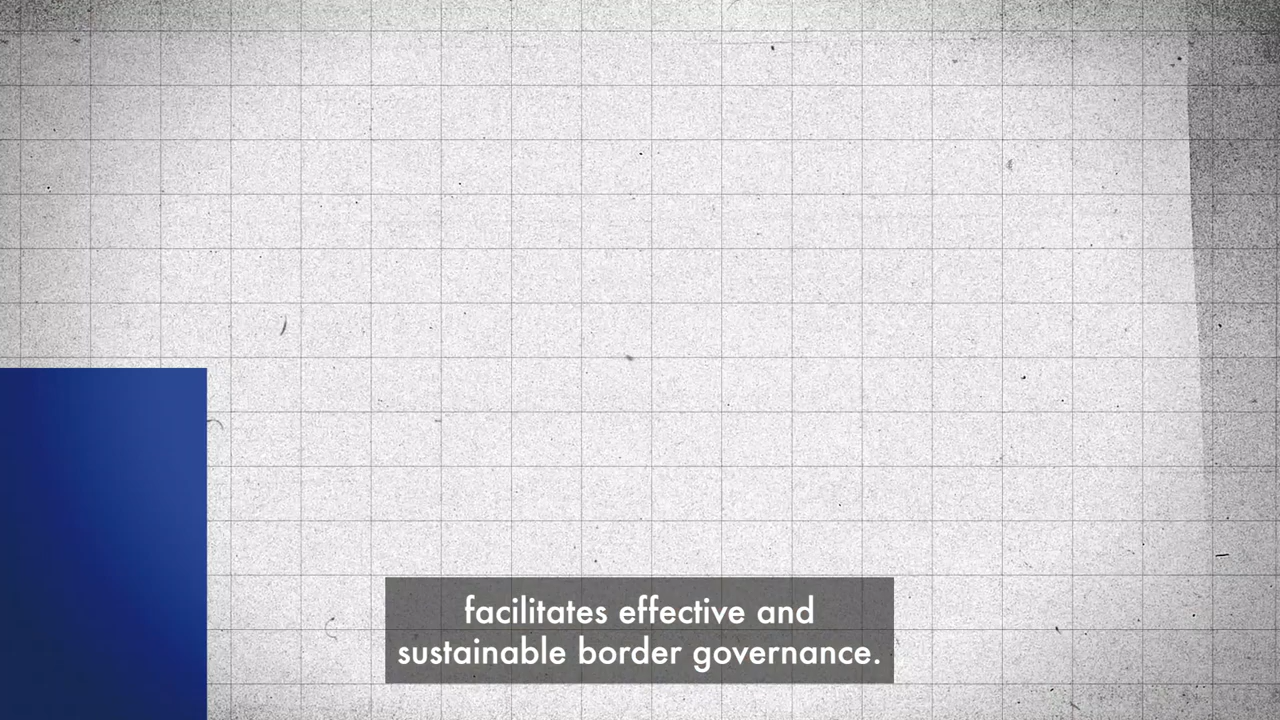 facilitates effective and
sustainable border governance.